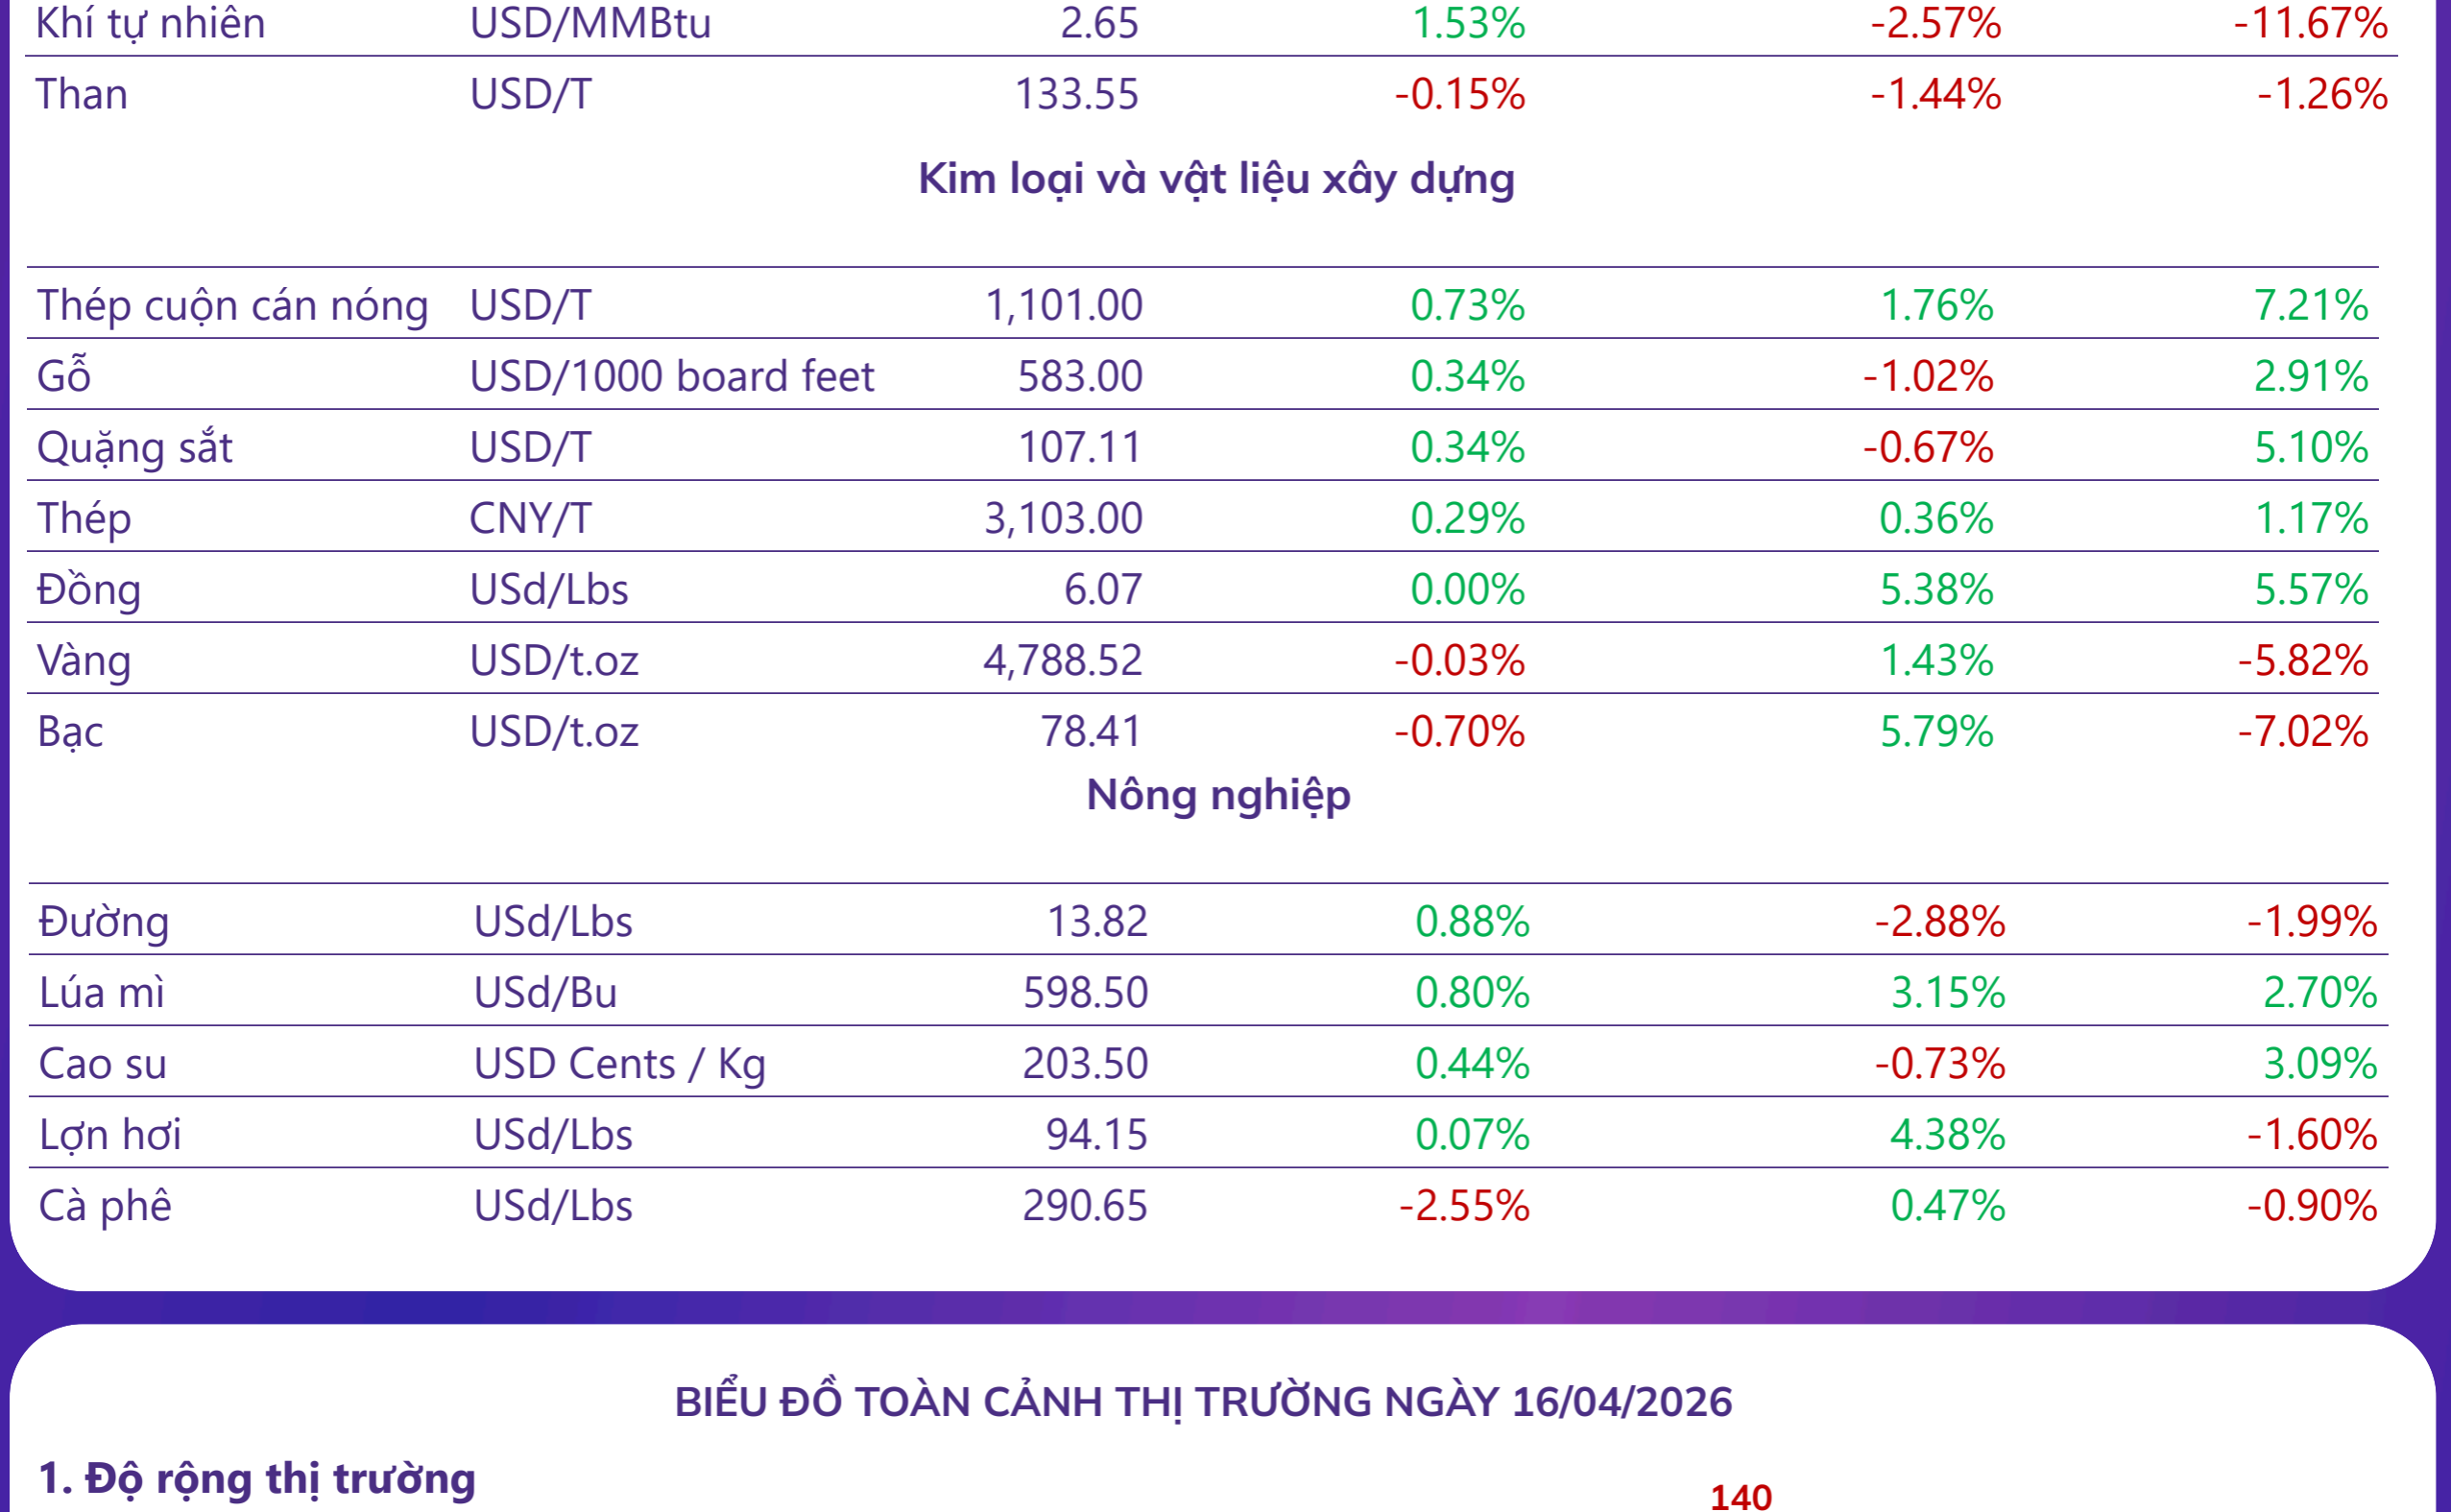 Khí tự nhiên USD/MMBtu 2.65 1.53% -2.57% -11.67%
Than USD/T 133.55 -0.15% -1.44% -1.26%
Kim loại và vật liệu xây dựng
Thép cuộn cán nóng USD/T 1,101.00 0.73% 1.76% 7.21%
Gỗ USD/1000 board feet 583.00 0.34% -1.02% 2.91%
Quặng sắt USD/T 107.11 0.34% -0.67% 5.10%
Thép CNY/T 3,103.00 0.29% 0.36% 1.17%
Đồng USd/Lbs 6.07 0.00% 5.38% 5.57%
Vàng USD/t.oz 4,788.52 -0.03% 1.43% -5.82%
Bạc USD/t.oz 78.41 -0.70% 5.79% -7.02%
Nông nghiệp
Đường USd/Lbs 13.82 0.88% -2.88% -1.99%
Lúa mì USd/Bu 598.50 0.80% 3.15% 2.70%
Cao su USD Cents / Kg 203.50 0.44% -0.73% 3.09%
Lợn hơi USd/Lbs 94.15 0.07% 4.38% -1.60%
Cà phê USd/Lbs 290.65 -2.55% 0.47% -0.90%
BIỂU ĐỒ TOÀN CẢNH THỊ TRƯỜNG NGÀY 16/04/2026
1. Độ rộng thị trường
140